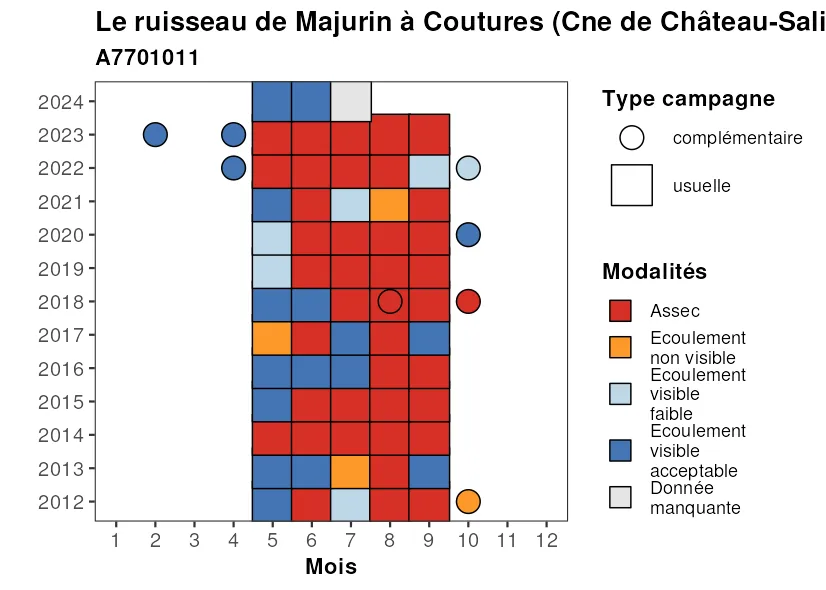 Le ruisseau de Majurin à Coutures (Cne de Château-Sali
A7701011
2024
2023
2022
2021
2020
2019
2018
2017
2016
2015
2014
2013
2012
1 2 3 4 5 6 7 8 9 10 11 12
Mois
Type campagne
complémentaire
usuelle
Modalités
Assec
Ecoulement
non visible
Ecoulement
visible
faible
Ecoulement
visible
acceptable
Donnée
manquante